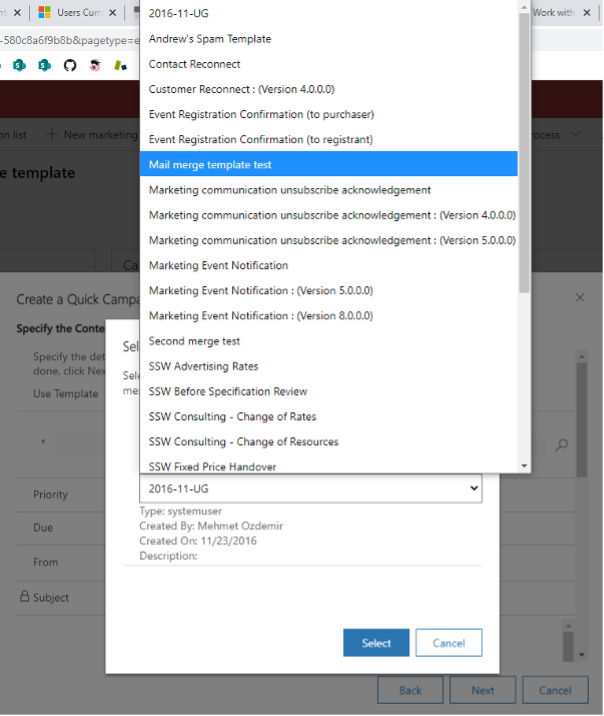 Users Curr
Work with
-580c8a6f9b8b&pagetype=e
on list
New marketing
rocess
e template
Ca
2016-11-UG
Andrew's Spam Template
Contact Reconnect
Customer Reconnect : (Version 4.0.0.0)
Event Registration Confirmation (to purchaser)
Event Registration Confirmation (to registrant)
Mail merge template test
Marketing communication unsubscribe acknowledgement
Marketing communication unsubscribe acknowledgement : (Version 4.0.0.0)
Marketing communication unsubscribe acknowledgement : (Version 5.0.0.0)
Marketing Event Notification
Marketing Event Notification : (Version 5.0.0.0)
Marketing Event Notification : (Version 8.0.0.0)
Second merge test
SSW Advertising Rates
SSW Before Specification Review
SSW Consulting - Change of Rates
SSW Consulting - Change of Resources
SSW Fixed Price Handover
Create a Quick Campa
Specify the Conte
Specify the det
done, click Nex
Use Template
*
Priority
Due
From
Subject
Sel
Sele
mes
2016-11-UG
Type: systemuser
Created By: Mehmet Ozdemir
Created On: 11/23/2016
Description:
Select
Cancel
Back
Next
Cancel